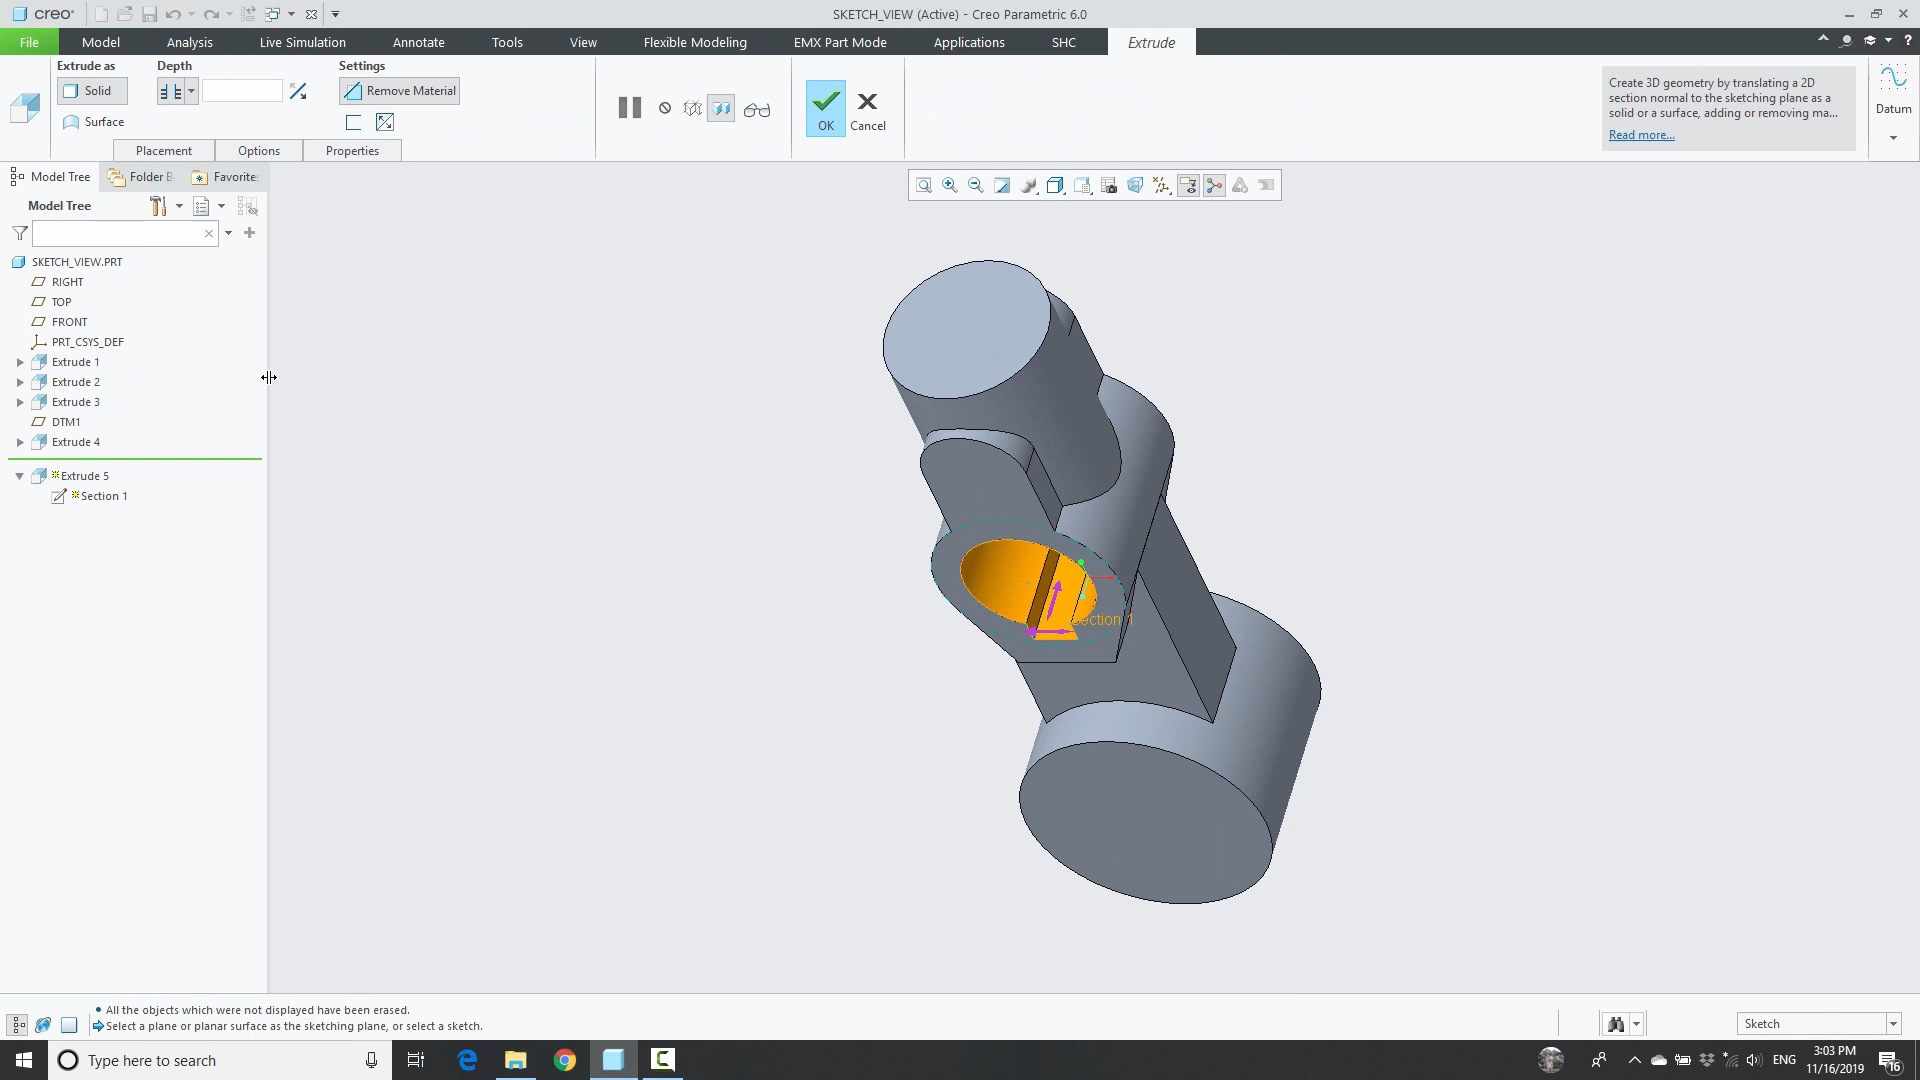 creo
SKETCH_VIEW (Active) - Creo Parametric 6.0
File Model Analysis Live Simulation Annotate Tools View Flexible Modeling EMX Part Mode Applications SHC Extrude
Extrude as Depth Settings
Solid Remove Material
Surface
OK Cancel
Placement Options Properties
Create 3D geometry by translating a 2D
section normal to the sketching plane as a
solid or a surface, adding or removing ma...
Read more...
Datum
Model Tree Folder B Favorite:
Model Tree
SKETCH_VIEW.PRT
RIGHT
TOP
FRONT
PRT_CSYS_DEF
Extrude 1
Extrude 2
Extrude 3
DTM1
Extrude 4
Extrude 5
Section 1
Section 1
All the objects which were not displayed have been erased.
Select a plane or planar surface as the sketching plane, or select a sketch.
Sketch
Type here to search
ENG
3:03 PM
11/16/2019
16